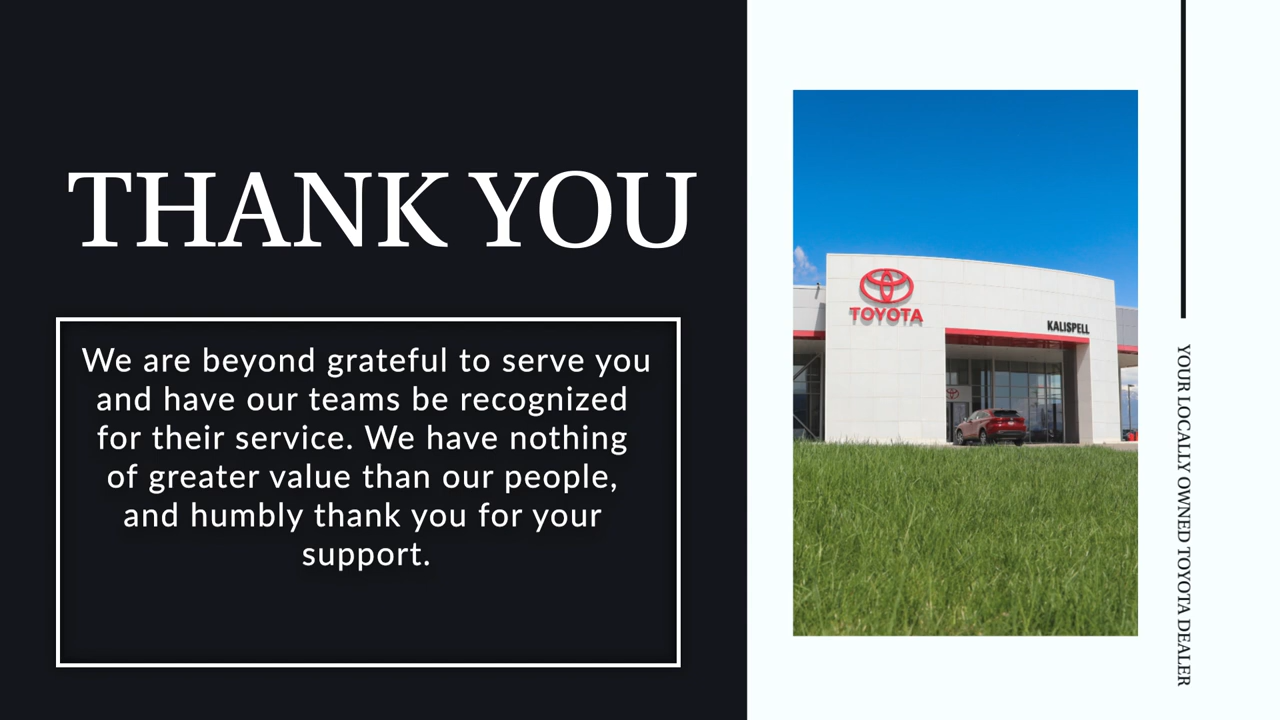 THANK YOU
We are beyond grateful to serve you
and have our teams be recognized
for their service. We have nothing
of greater value than our people,
and humbly thank you for your
support.
TOYOTA
KALISPELL
YOUR LOCALLY OWNED TOYOTA DEALER